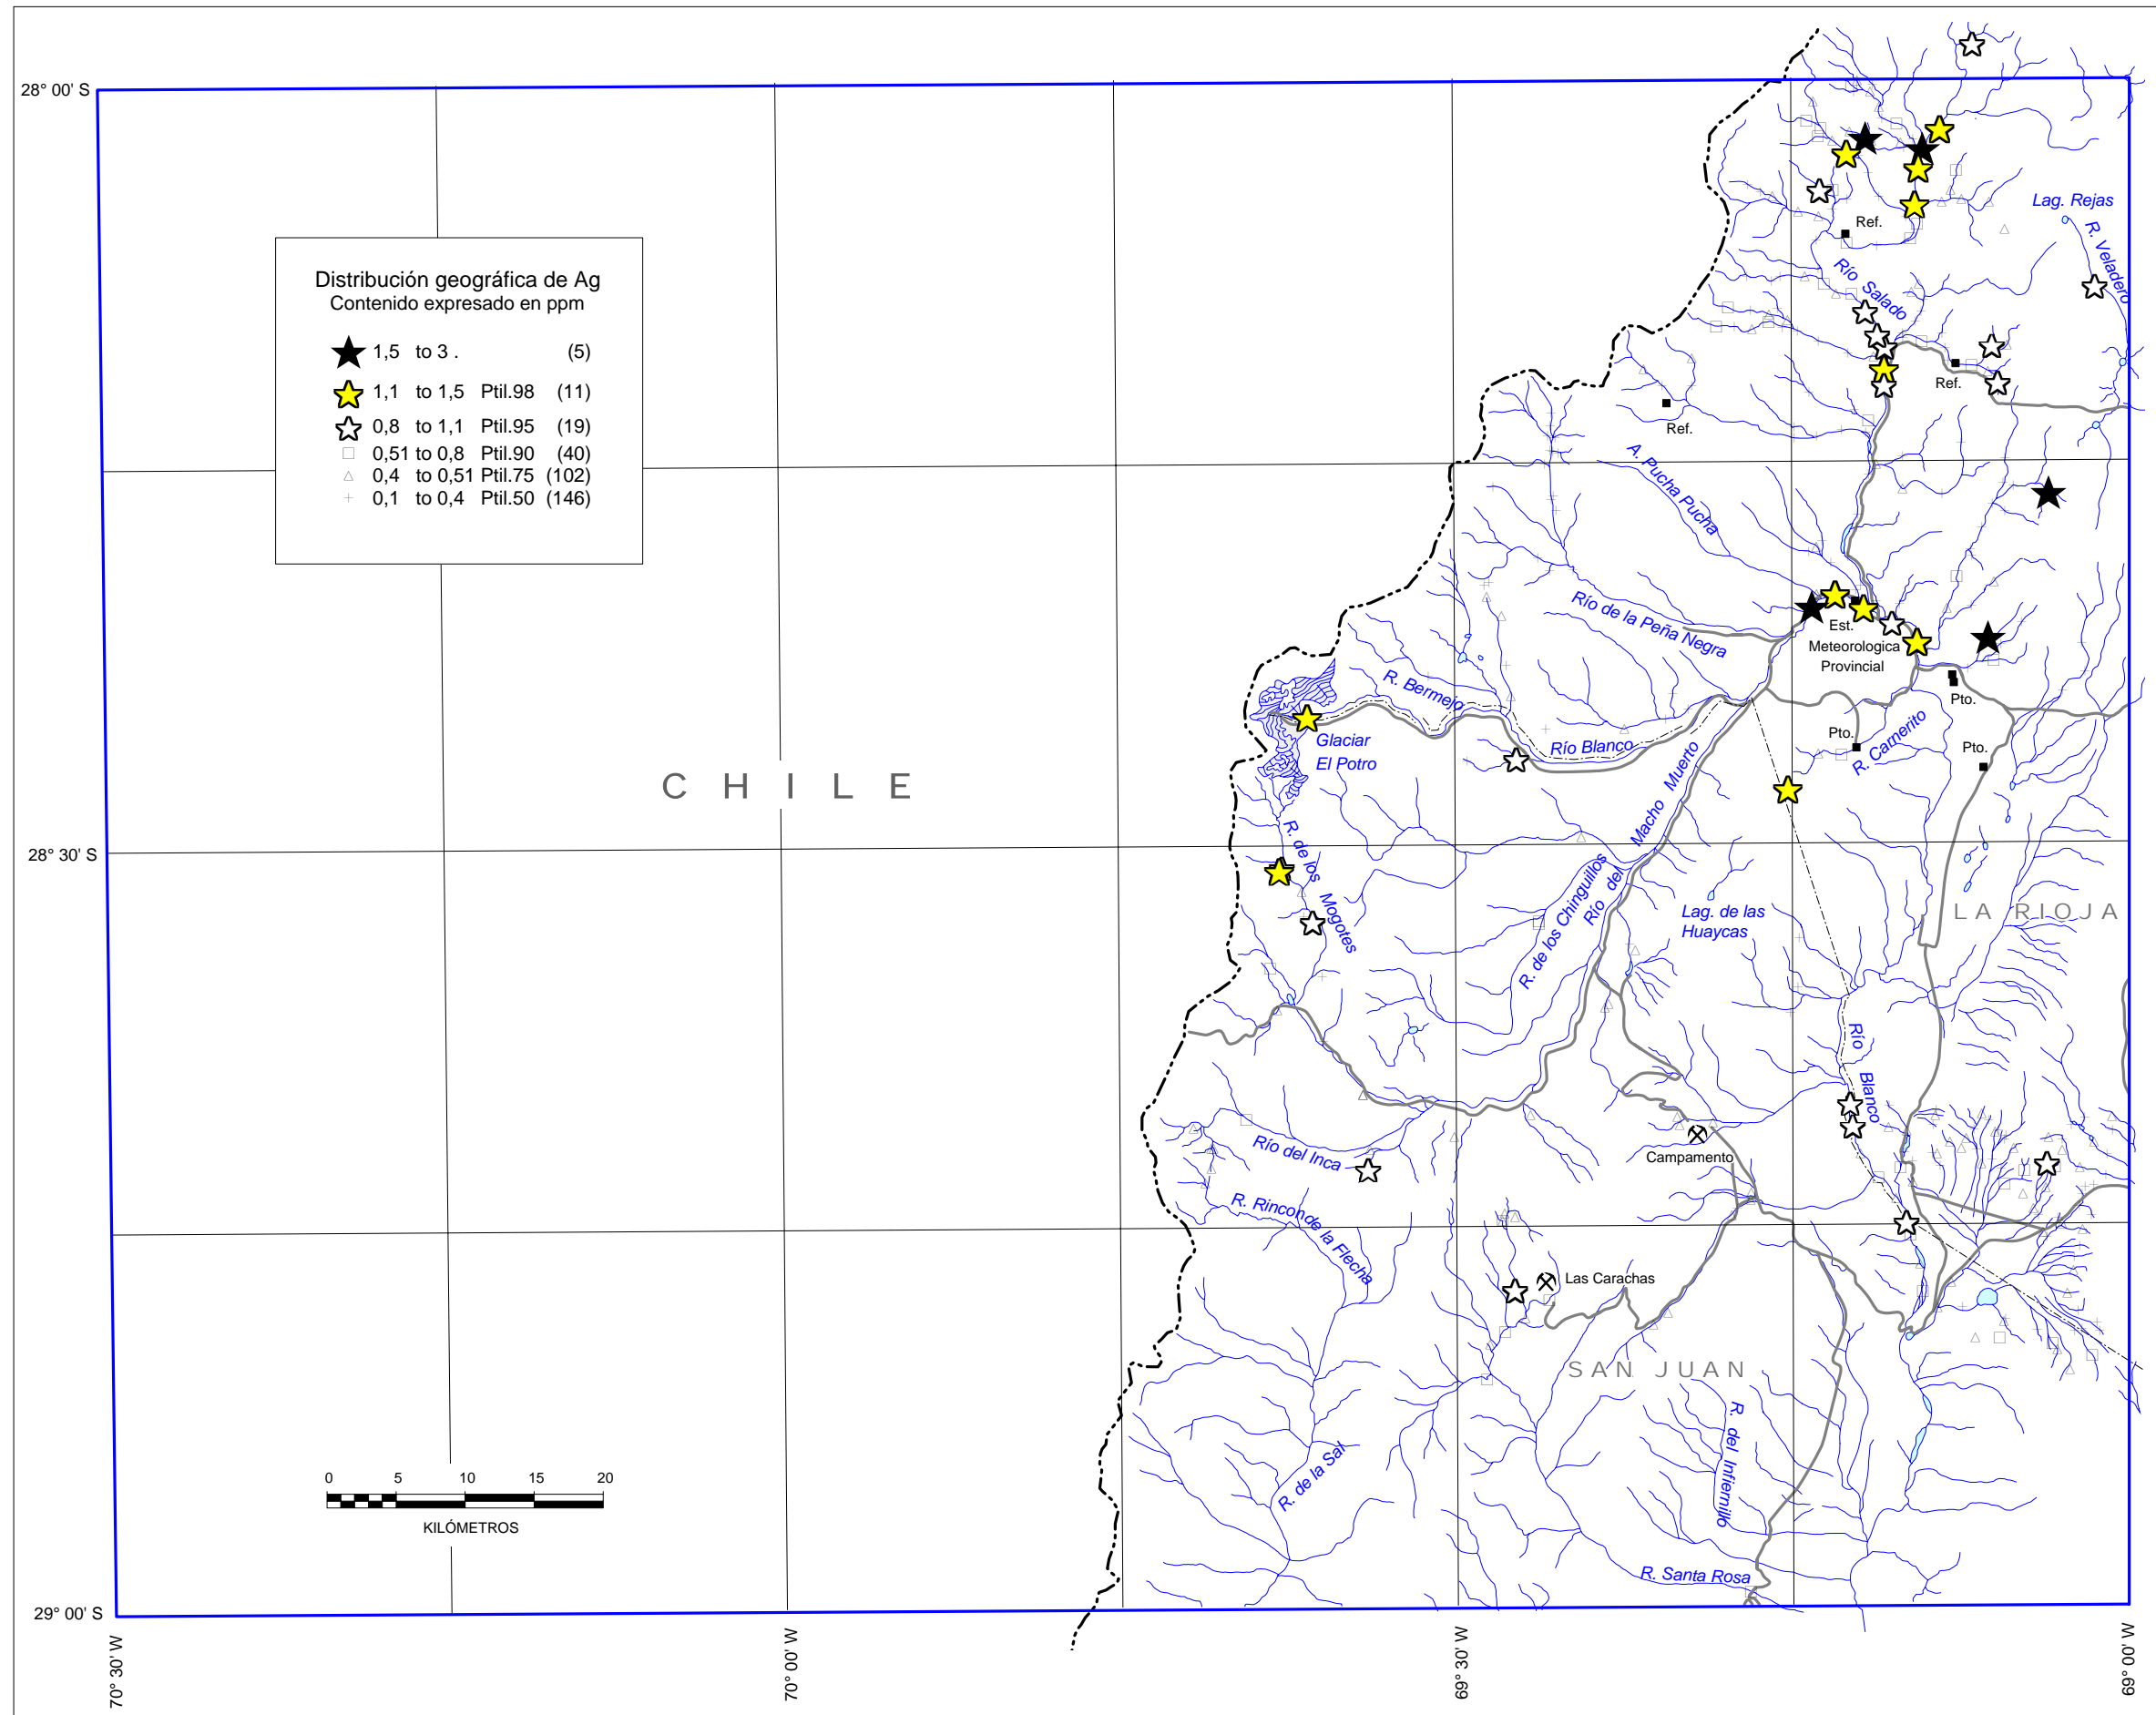 28° 00' S
Lag. Rejas
R. Veladero
Ref.
Río Salado
Distribución geográfica de Ag
Contenido expresado en ppm
1,5 to 3 . (5)
1,1 to 1,5 Ptil.98 (11)
0,8 to 1,1 Ptil.95 (19)
0,51 to 0,8 Ptil.90 (40)
0,4 to 0,51 Ptil.75 (102)
0,1 to 0,4 Ptil.50 (146)
Ref.
Ref.
A. Pucha Pucha
Río de la Peña Negra
Est.
Meteorologica
Provincial
R. Bermejo
Pto.
Glaciar
El Potro
Río Blanco
Pto.
R. Carnerito
Pto.
CHILE
Río del Macho Muerto
28° 30' S
R. de los Mogotes
R. de los Chinguillos
Lag. de las
Huaycas
LA RIOJA
Río Blanco
Río del Inca
Campamento
R. Rincon de la Flecha
Las Carachas
SAN JUAN
R. de la Sal
R. del Infiernillo
0 5 10 15 20
KILÓMETROS
R. Santa Rosa
29° 00' S
70° 30' W
70° 00' W
69° 30' W
69° 00' W